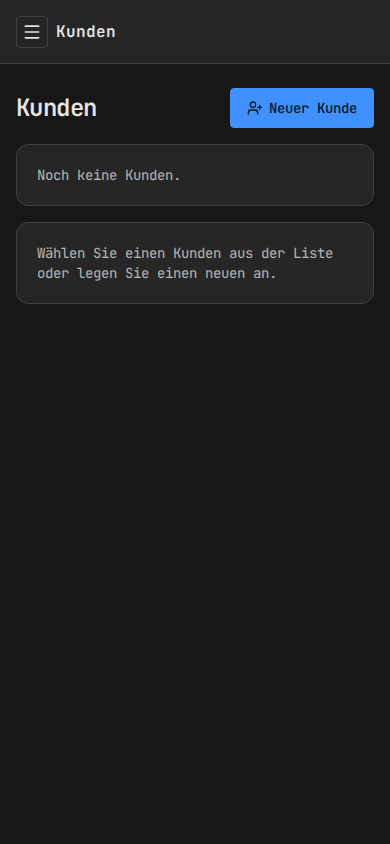 Kunden
Kunden
Neuer Kunde
Noch keine Kunden.
Wählen Sie einen Kunden aus der Liste
oder legen Sie einen neuen an.